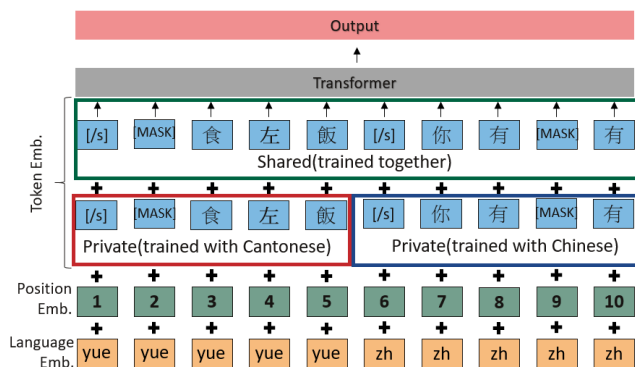 Output
Transformer
Token Emb.
[/s] [MASK] 食 左 飯 [/s] 你 有 [MASK] 有
Shared(trained together)
+ + + + + + + + + +
[/s] [MASK] 食 左 飯 [/s] 你 有 [MASK] 有
Private(trained with Cantonese) Private(trained with Chinese)
+ + + + + + + + + +
Position Emb. 1 2 3 4 5 6 7 8 9 10
+ + + + + + + + + +
Language Emb. yue yue yue yue yue zh zh zh zh zh